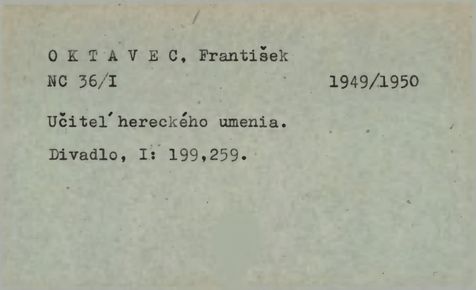 O K T A V E C, František
NC 36/I 1949/1950
Učiteľ hereckého umenia.
Divadlo, I: 199,259.